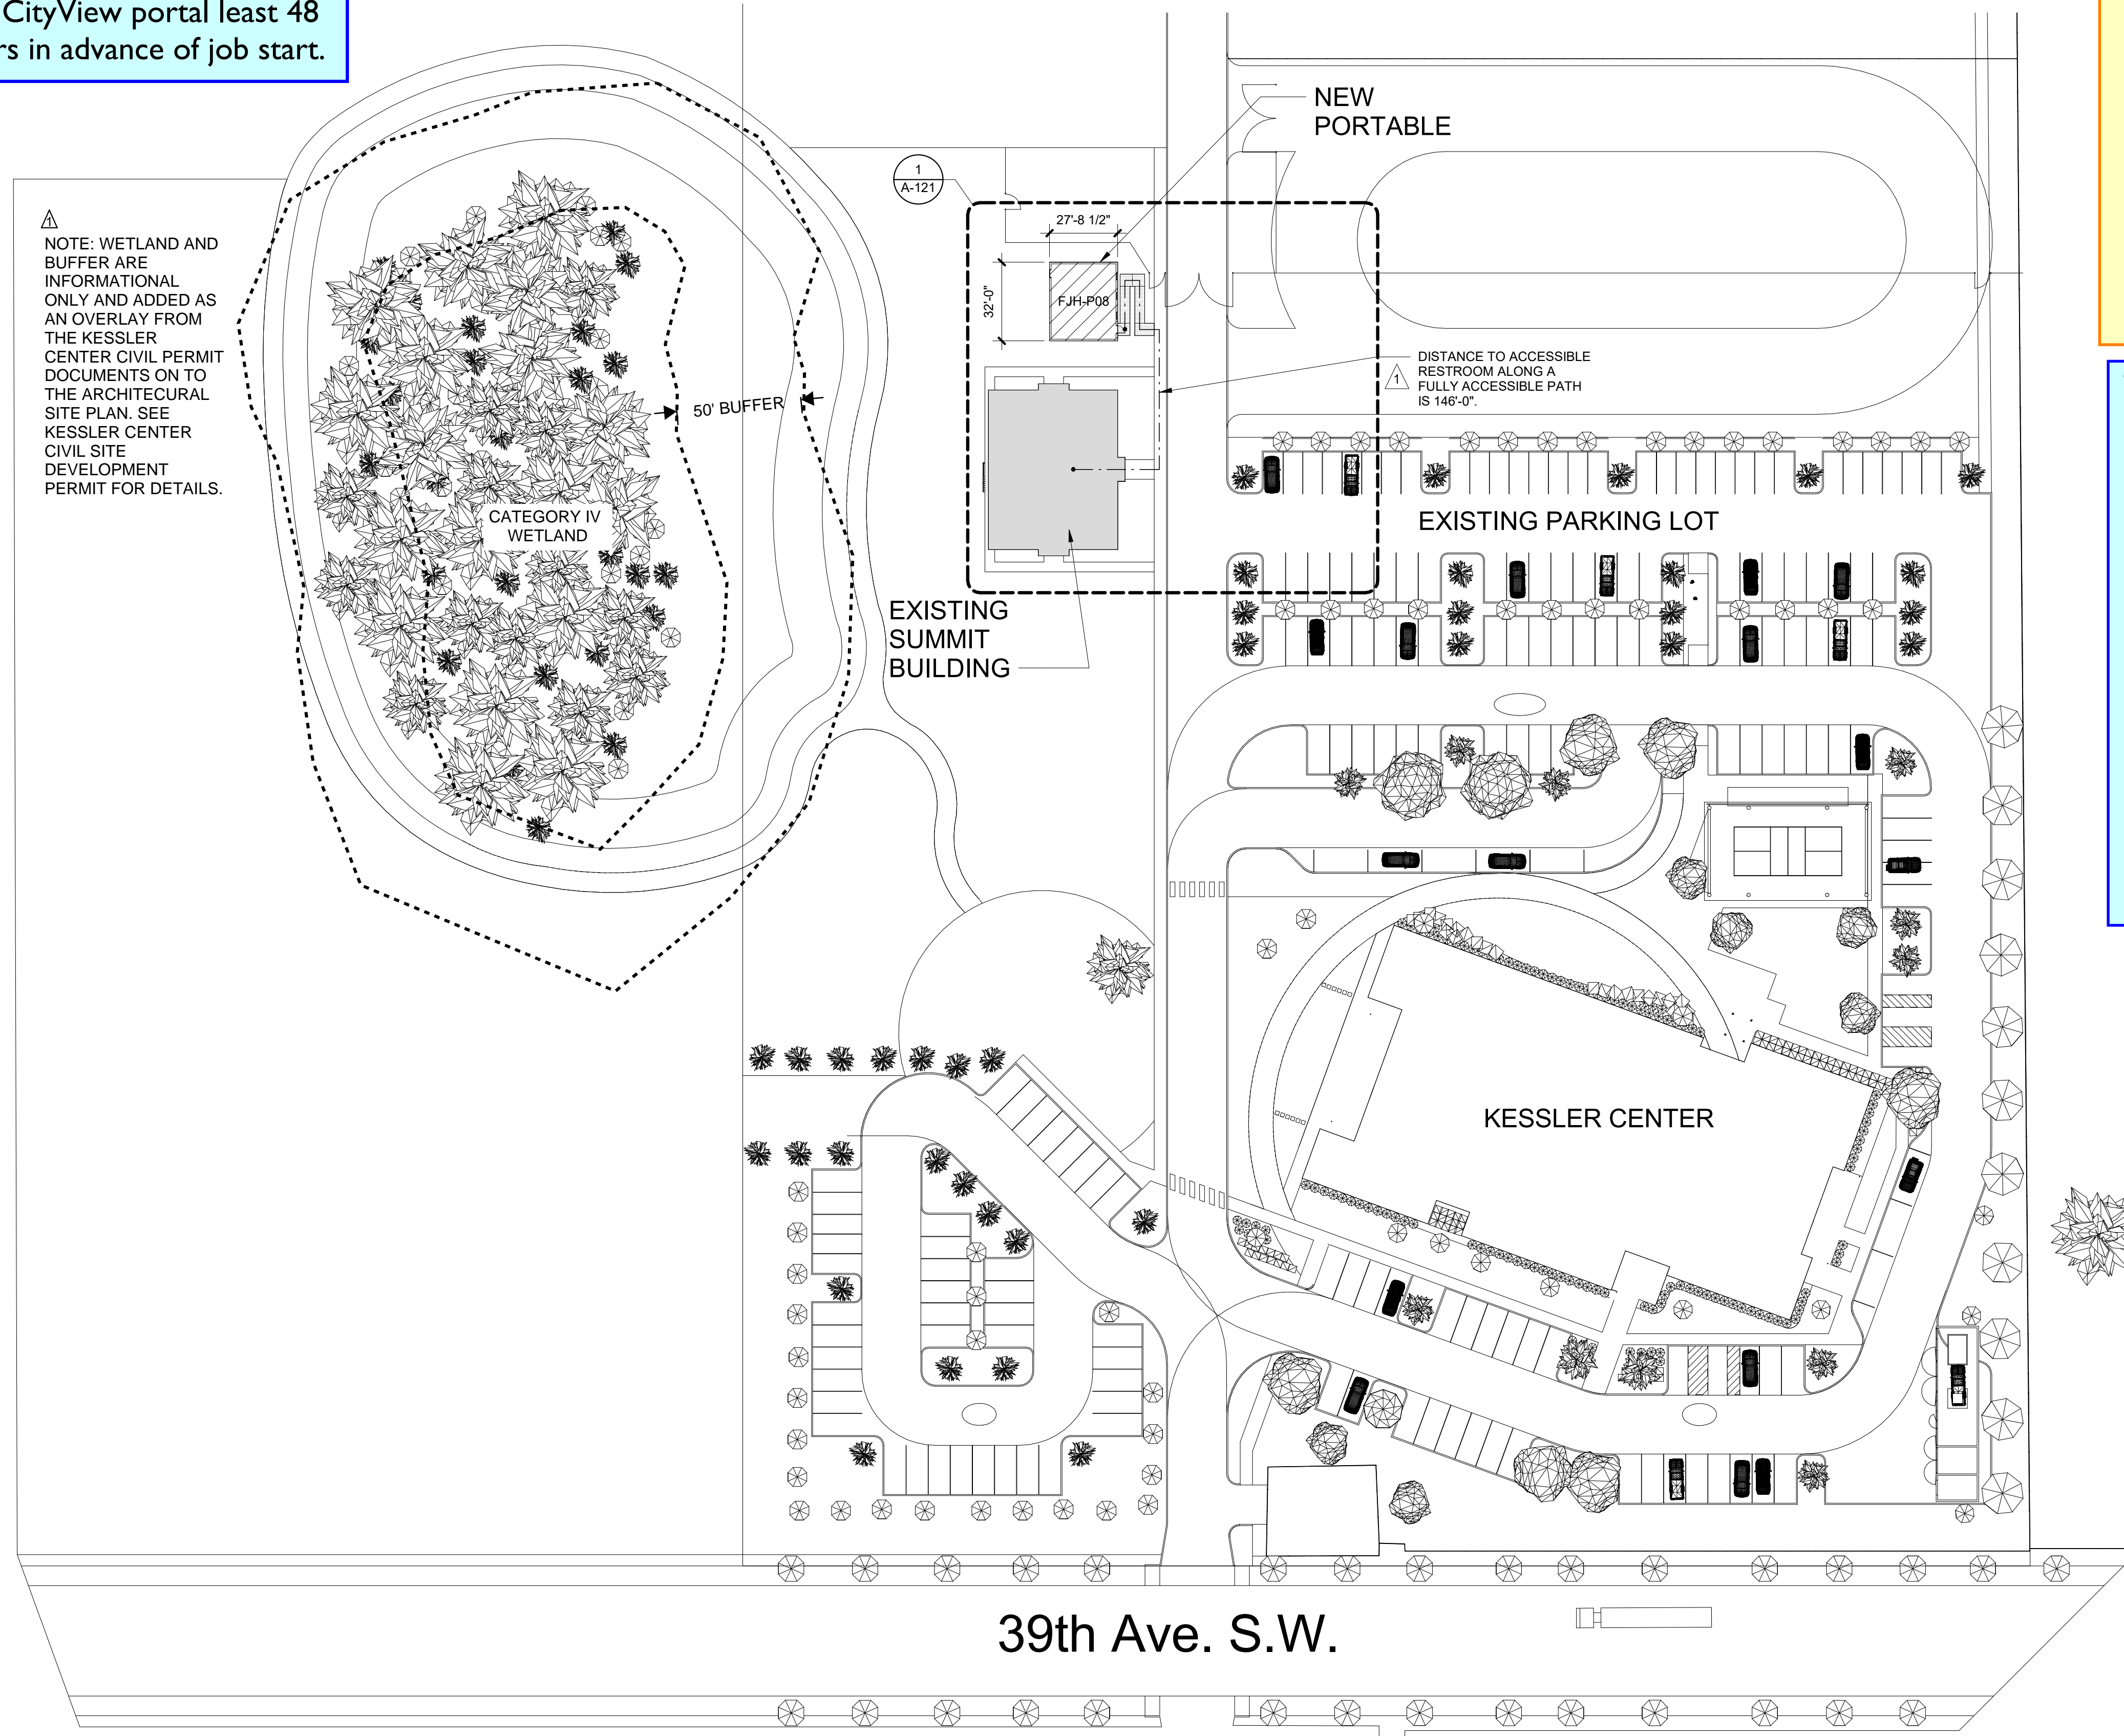 CityView portal least 48
rs in advance of job start.
NEW
PORTABLE
1
A-121
27'-8 1/2"
32'-0"
FJH-P08
1
NOTE: WETLAND AND
BUFFER ARE
INFORMATIONAL
ONLY AND ADDED AS
AN OVERLAY FROM
THE KESSLER
CENTER CIVIL PERMIT
DOCUMENTS ON TO
THE ARCHITECURAL
SITE PLAN. SEE
KESSLER CENTER
CIVIL SITE
DEVELOPMENT
PERMIT FOR DETAILS.
1
DISTANCE TO ACCESSIBLE
RESTROOM ALONG A
FULLY ACCESSIBLE PATH
IS 146'-0".
50' BUFFER
CATEGORY IV
WETLAND
EXISTING PARKING LOT
EXISTING
SUMMIT
BUILDING
KESSLER CENTER
39th Ave. S.W.